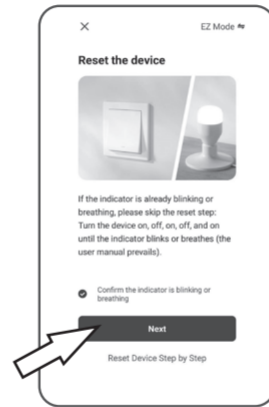 EZ Mode
Reset the device
If the indicator is already blinking or
breathing, please skip the reset step:
Turn the device on, off, on, off, and on
until the indicator blinks or breathes (the
user manual prevails).
Confirm the indicator is blinking or
breathing
Next
Reset Device Step by Step